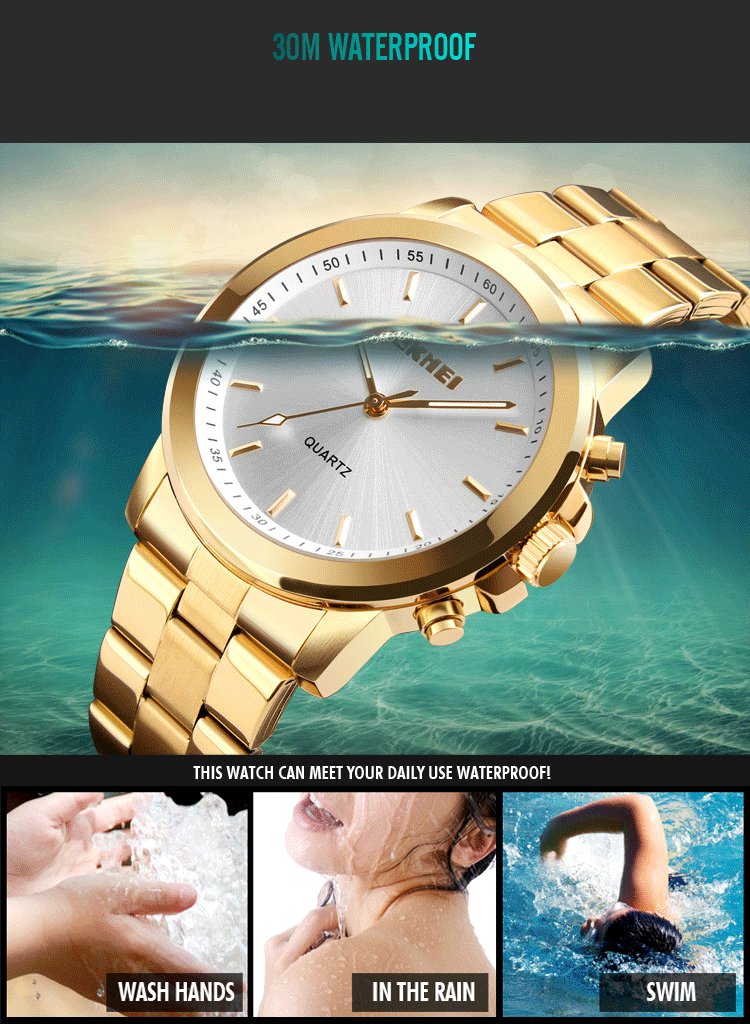 30M WATERPROOF
50
55
60
45
SKMEI
40
10
QUARTZ
35
30
25
20
THIS WATCH CAN MEET YOUR DAILY USE WATERPROOF!
WASH HANDS
IN THE RAIN
SWIM